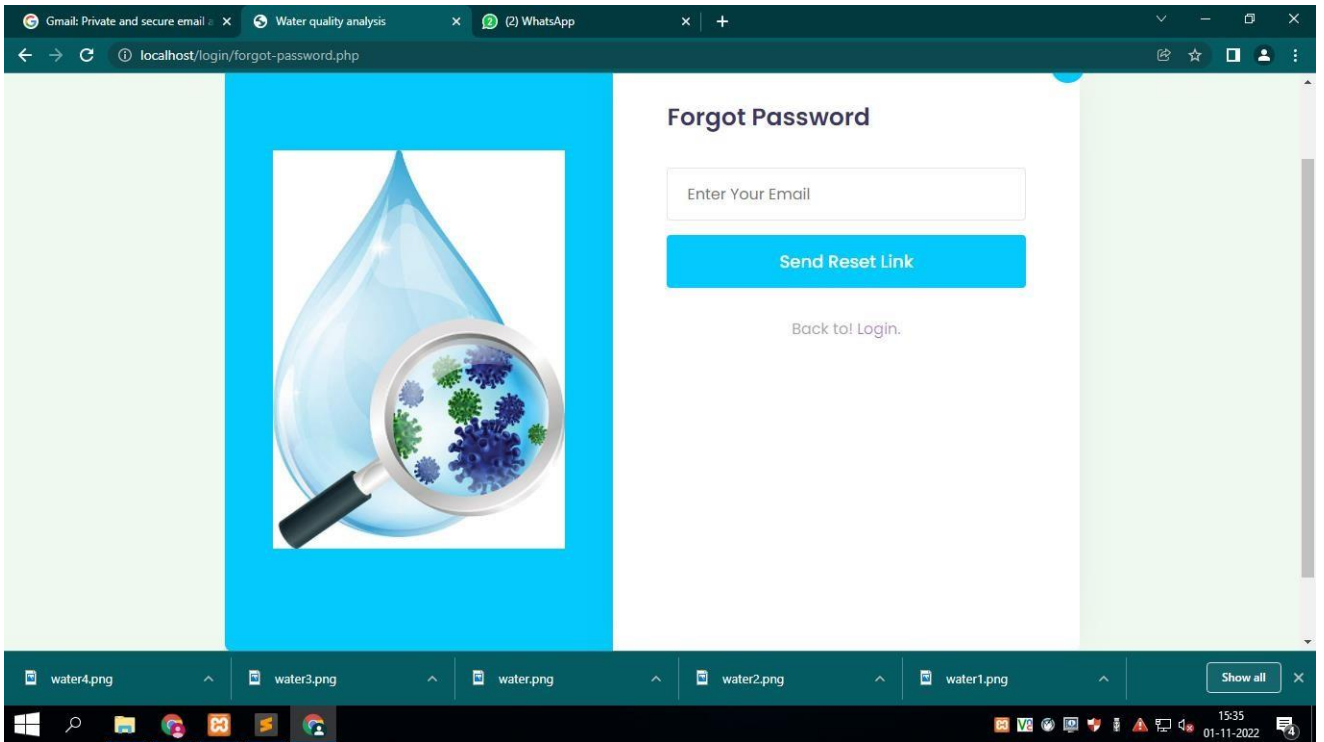 Gmail: Private and secure email a
Water quality analysis
(2) WhatsApp
localhost/login/forgot-password.php
Forgot Password
Enter Your Email
Send Reset Link
Back to! Login.
water4.png
water3.png
water.png
water2.png
water1.png
Show all
15:35
01-11-2022
4